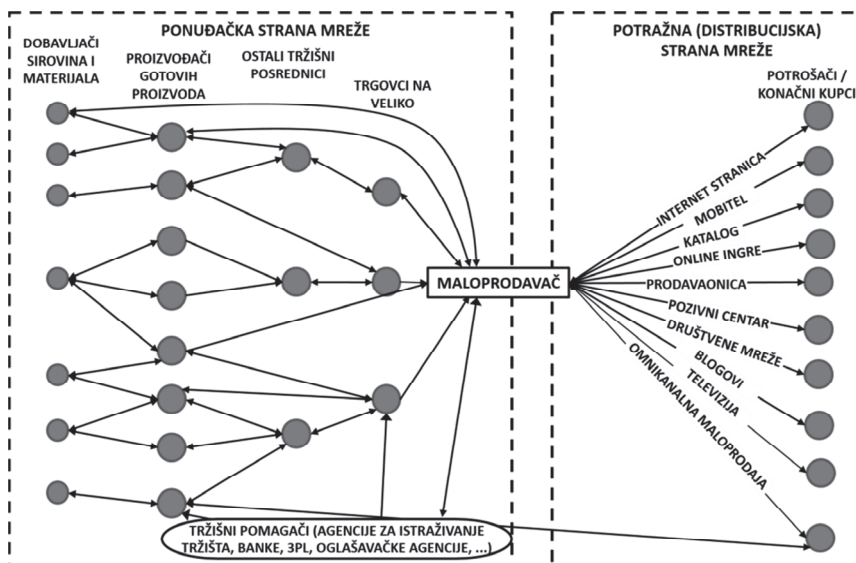 PONUĐAČKA STRANA MREŽE
DOBAVLJAČI
SIROVINA I
MATERIJALA
PROIZVOĐAČI
GOTOVIH
PROIZVODA
OSTALI TRŽIŠNI
POSREDNICI
TRGOVCI NA
VELIKO
MALOPRODAVAČ
TRŽIŠNI POMAGAČI (AGENCIJE ZA ISTRAŽIVANJE
TRŽIŠTA, BANKE, 3PL, OGLAŠAVAČKE AGENCIJE, ...)
POTRAŽNA (DISTRIBUCIJSKA)
STRANA MREŽE
POTROŠAČI /
KONAČNI KUPCI
INTERNET STRANICA
MOBITEL
KATALOG
ONLINE INGRE
PRODAVAONICA
POZIVNI CENTAR
DRUŠTVENE MREŽE
BLOGOVI
TELEVIZIJA
OMNIKANALNA MALOPRODAJA